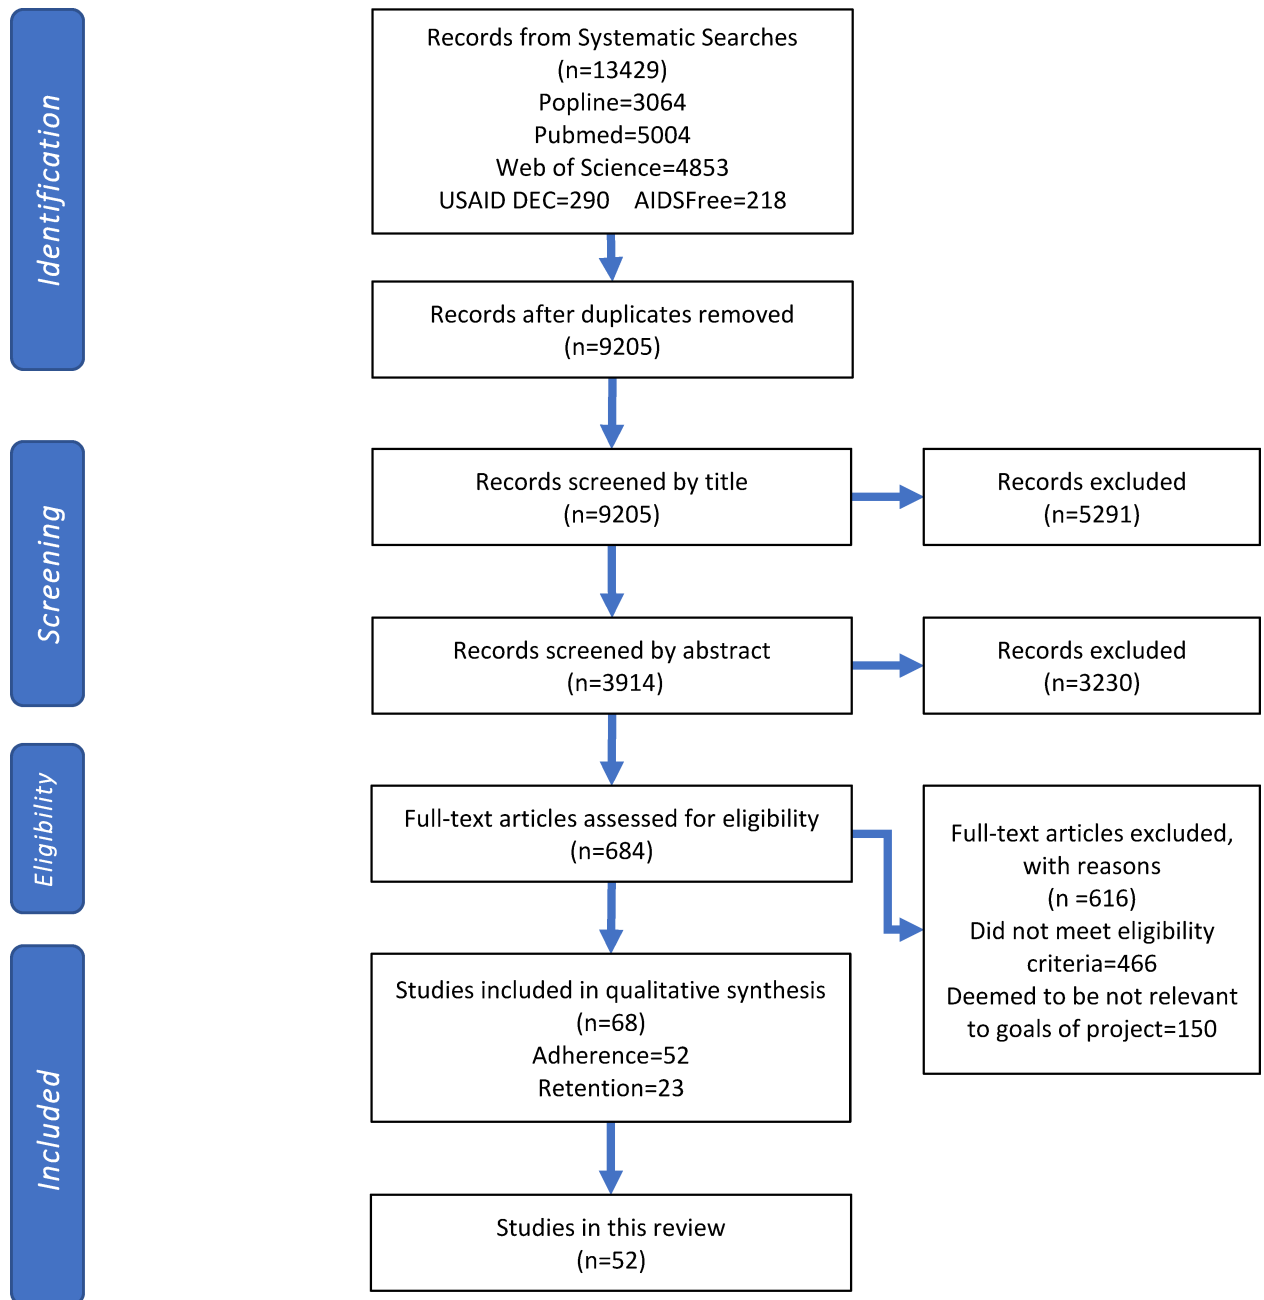 Identification
Records from Systematic Searches
(n=13429)
Popline=3064
Pubmed=5004
Web of Science=4853
USAID DEC=290 AIDSFree=218
Records after duplicates removed
(n=9205)
Screening
Records screened by title
(n=9205)
Records excluded
(n=5291)
Records screened by abstract
(n=3914)
Records excluded
(n=3230)
Eligibility
Full-text articles assessed for eligibility
(n=684)
Full-text articles excluded,
with reasons
(n =616)
Did not meet eligibility
criteria=466
Deemed to be not relevant
to goals of project=150
Included
Studies included in qualitative synthesis
(n=68)
Adherence=52
Retention=23
Studies in this review
(n=52)